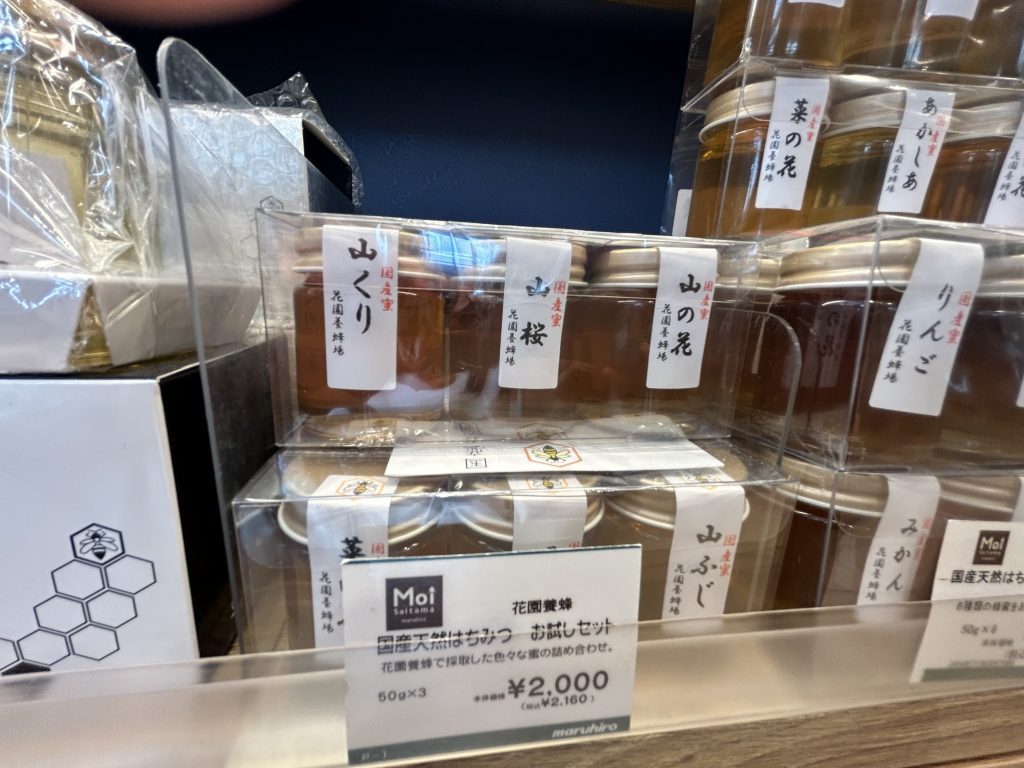 菜の花
国産蜜
花園養蜂場
あかしあ
国産蜜
花園養蜂場
山くり
国産蜜
花園養蜂場
山桜
国産蜜
花園養蜂場
山の花
国産蜜
花園養蜂場
りんご
国産蜜
花園養蜂場
山ふじ
国産蜜
花園養蜂場
みかん
国産蜜
花園養蜂場
Moi
Saitama
maruhiro
花園養蜂
国産天然はちみつ お試しセット
花園養蜂で採取した色々な蜜の詰め合わせ。
50g×3
本体価格 ¥2,000
(税込¥2,160)
maruhiro
P-1
Moi
Saitama
国産天然はち
50g×6